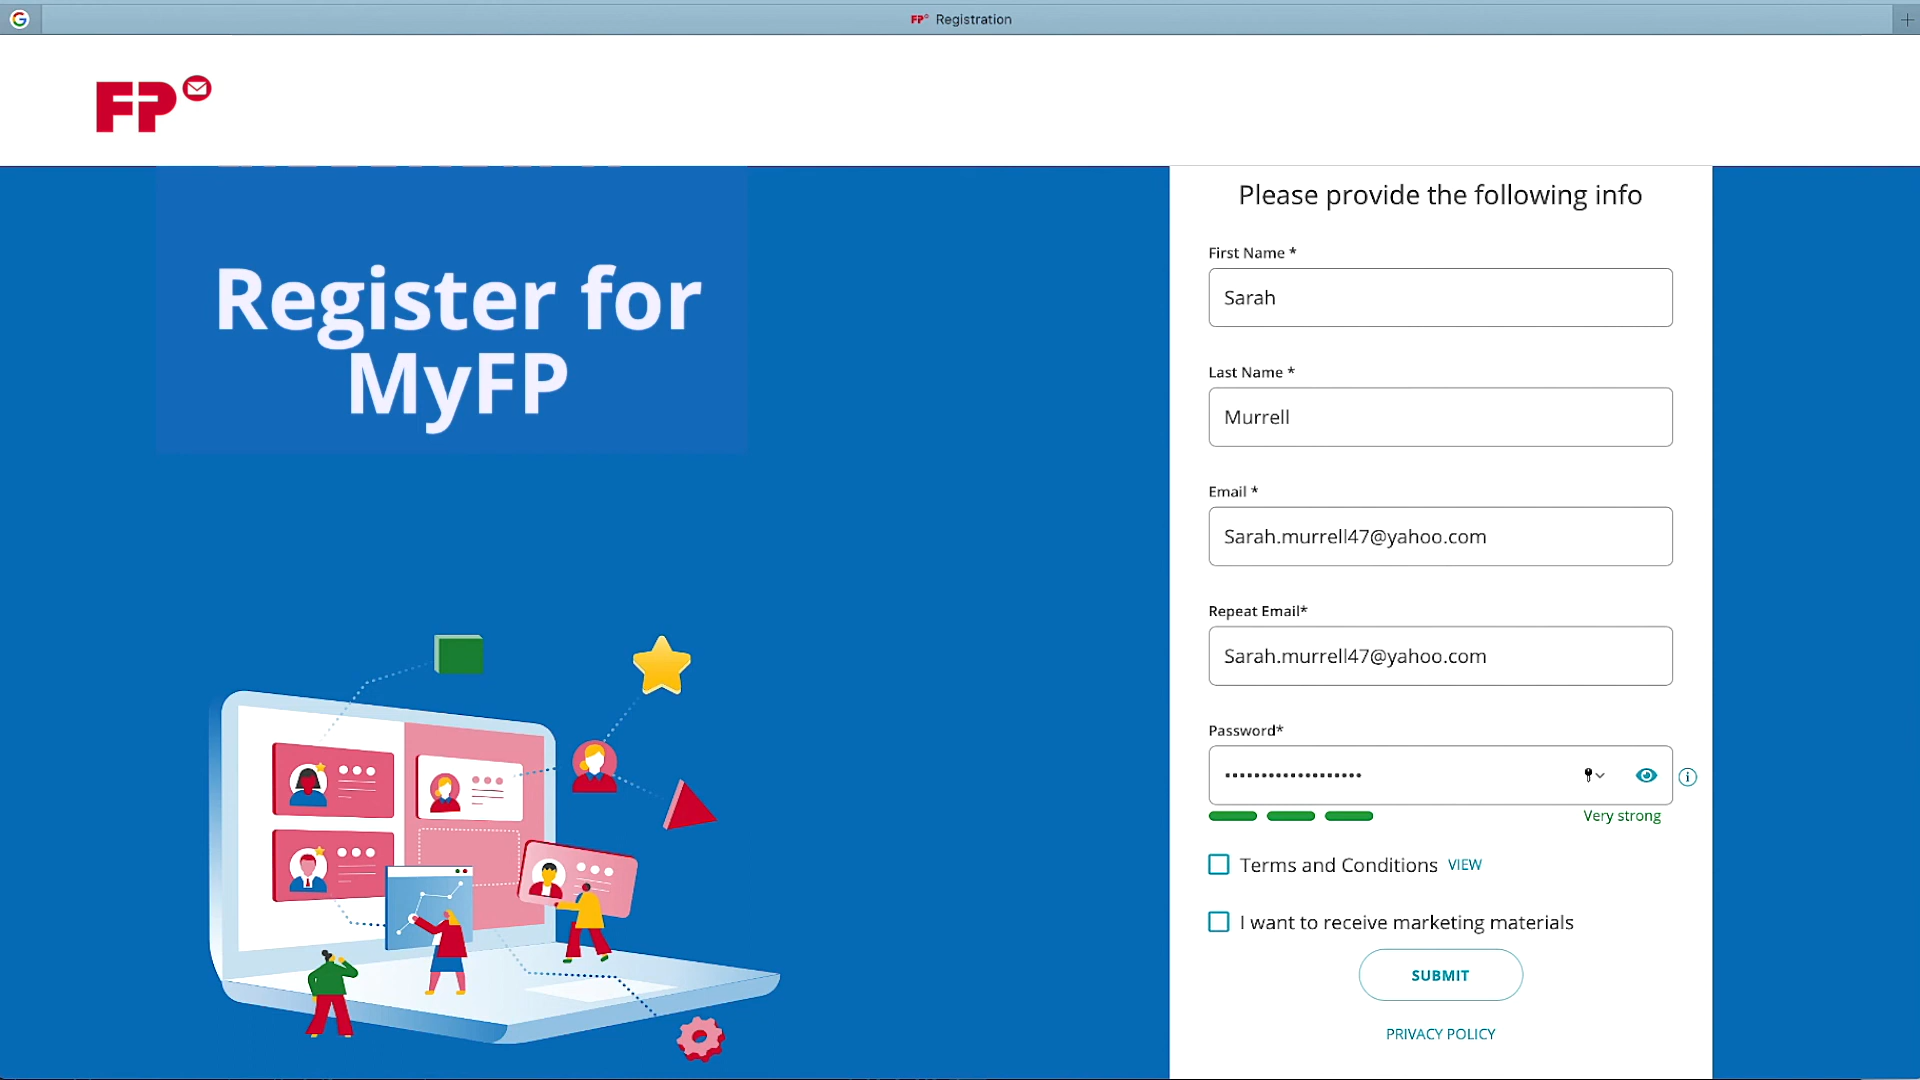 FP Registration
FP
Register for
MyFP
Please provide the following info
First Name *
Sarah
Last Name *
Murrell
Email *
Sarah.murrell47@yahoo.com
Repeat Email*
Sarah.murrell47@yahoo.com
Password*
••••••••••••••••••••
Very strong
Terms and Conditions VIEW
I want to receive marketing materials
SUBMIT
PRIVACY POLICY